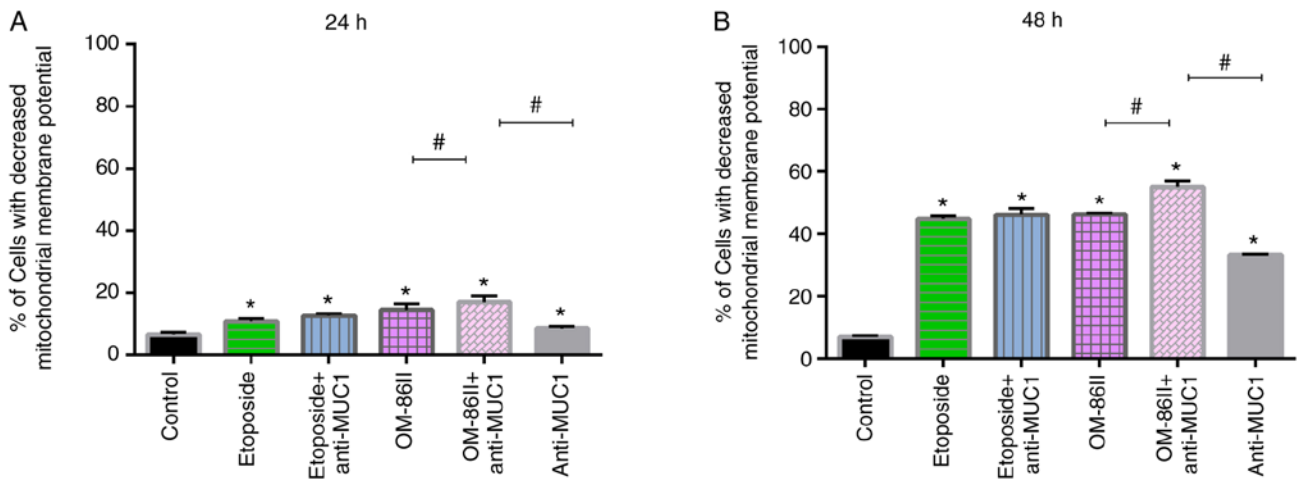 A
24 h
% of Cells with decreased
mitochondrial membrane potential
100
80
60
40
20
0
#
#
*
*
*
*
*
Control
Etoposide
Etoposide+
anti-MUC1
OM-86II
OM-86II+
anti-MUC1
Anti-MUC1
B
48 h
% of Cells with decreased
mitochondrial membrane potential
100
80
60
40
20
0
#
#
*
*
*
*
*
Control
Etoposide
Etoposide+
anti-MUC1
OM-86II
OM-86II+
anti-MUC1
Anti-MUC1